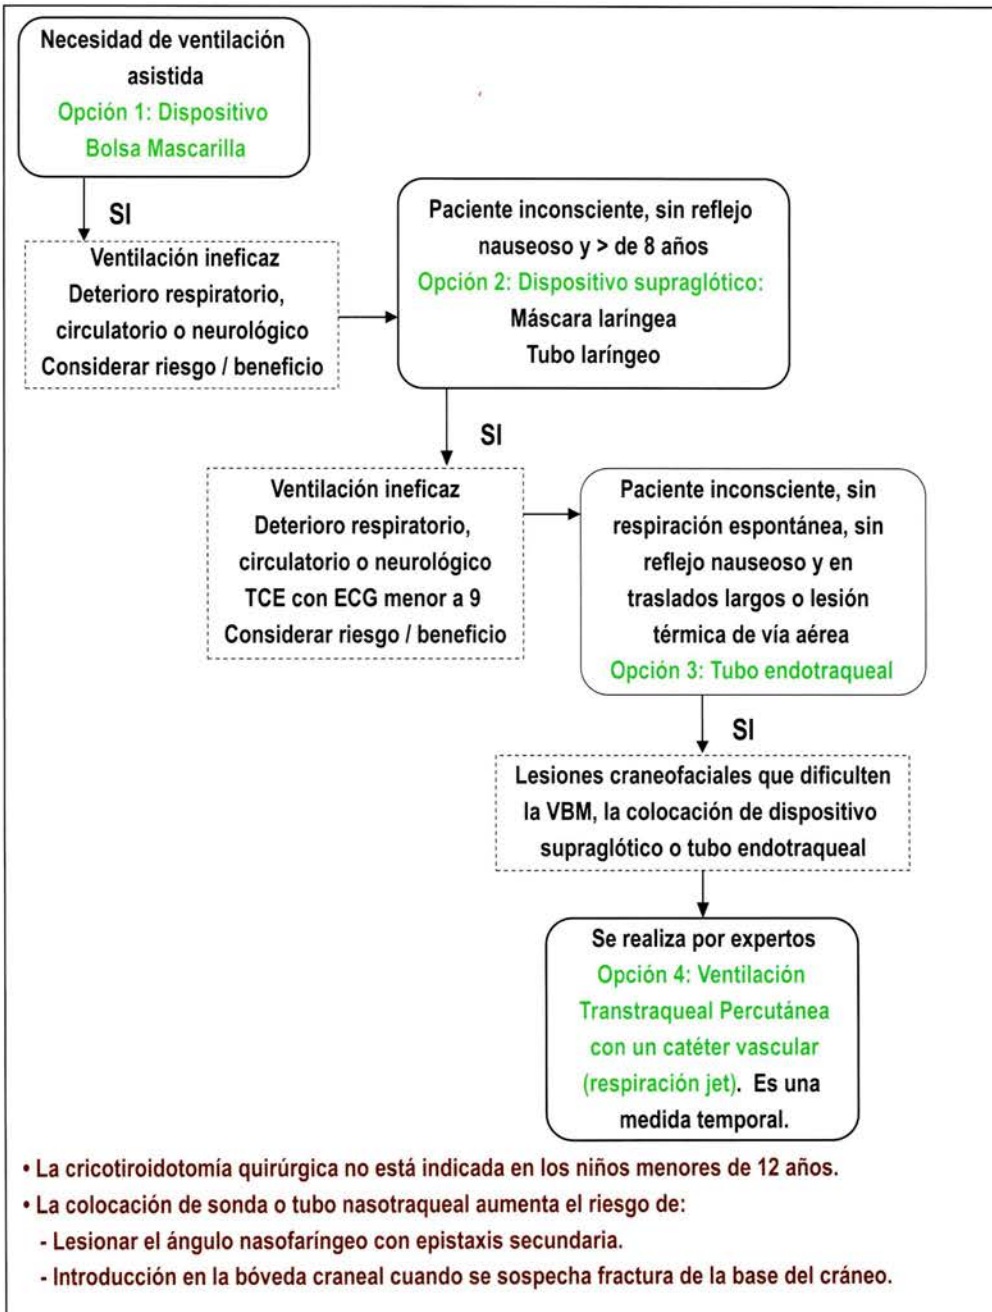 Necesidad de ventilación
asistida
Opción 1: Dispositivo
Bolsa Mascarilla
SI
Ventilación ineficaz
Deterioro respiratorio,
circulatorio o neurológico
Considerar riesgo / beneficio
Paciente inconsciente, sin reflejo
nauseoso y > de 8 años
Opción 2: Dispositivo supraglótico:
Máscara laríngea
Tubo laríngeo
SI
Ventilación ineficaz
Deterioro respiratorio,
circulatorio o neurológico
TCE con ECG menor a 9
Considerar riesgo / beneficio
Paciente inconsciente, sin
respiración espontánea, sin
reflejo nauseoso y en
traslados largos o lesión
térmica de vía aérea
Opción 3: Tubo endotraqueal
SI
Lesiones craneofaciales que dificulten
la VBM, la colocación de dispositivo
supraglótico o tubo endotraqueal
Se realiza por expertos
Opción 4: Ventilación
Transtraqueal Percutánea
con un catéter vascular
(respiración jet). Es una
medida temporal.
• La cricotiroidotomía quirúrgica no está indicada en los niños menores de 12 años.
• La colocación de sonda o tubo nasotraqueal aumenta el riesgo de:
- Lesionar el ángulo nasofaríngeo con epistaxis secundaria.
- Introducción en la bóveda craneal cuando se sospecha fractura de la base del cráneo.